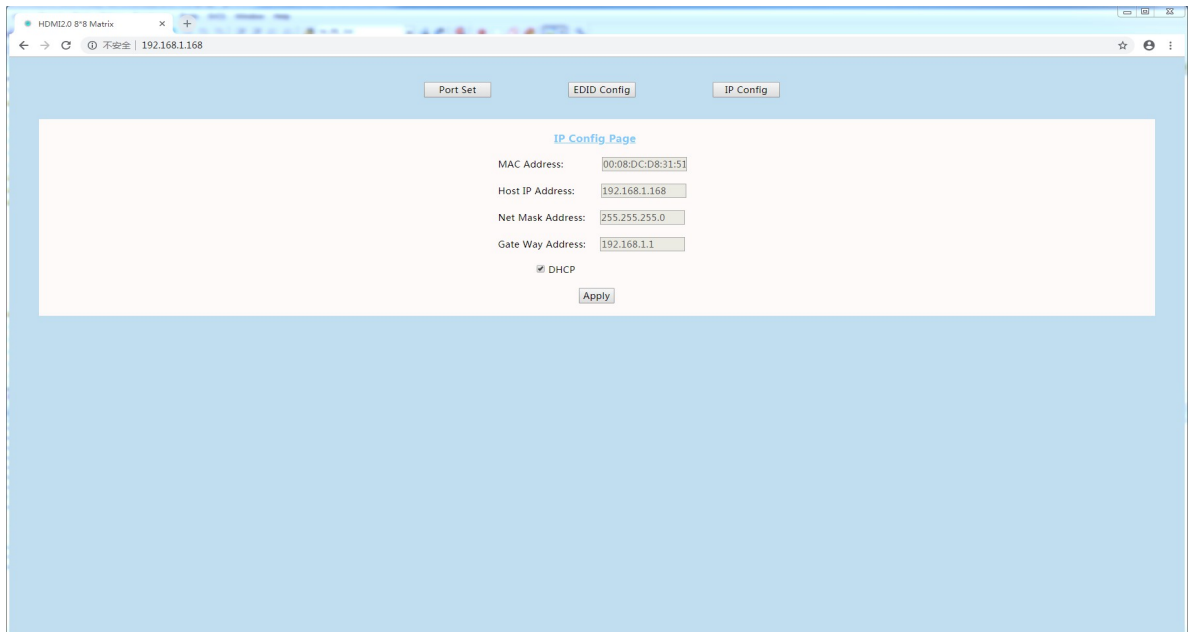 HDMI2.0 8*8 Matrix
不安全 | 192.168.1.168
Port Set EDID Config IP Config
IP Config Page
MAC Address: 00:08:DC:D8:31:51
Host IP Address: 192.168.1.168
Net Mask Address: 255.255.255.0
Gate Way Address: 192.168.1.1
DHCP
Apply